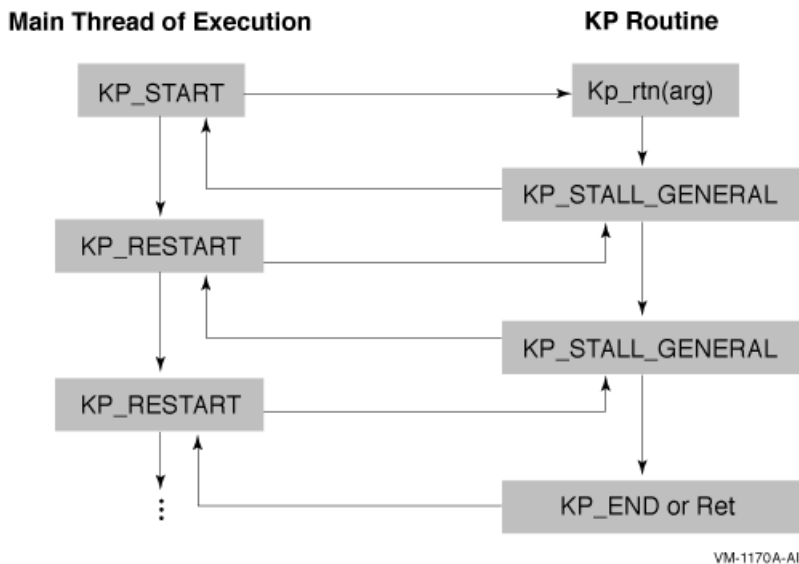 Main Thread of Execution
KP Routine
KP_START
Kp_rtn(arg)
KP_STALL_GENERAL
KP_RESTART
KP_STALL_GENERAL
KP_RESTART
KP_END or Ret
VM-1170A-AI